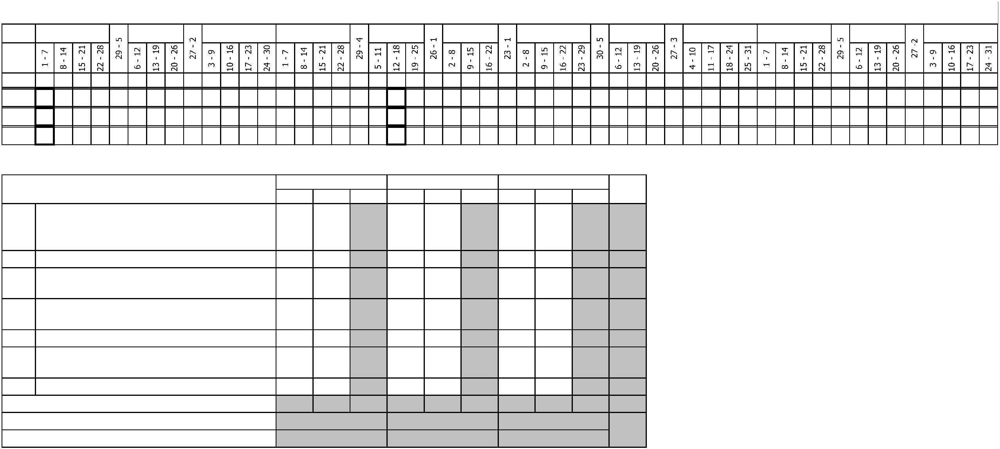 1 - 7
8 - 14
15 - 21
22 - 28
29 - 5
6 - 12
13 - 19
20 - 26
27 - 2
3 - 9
10 - 16
17 - 23
24 - 30
1 - 7
8 - 14
15 - 21
22 - 28
29 - 4
5 - 11
12 - 18
19 - 25
26 - 1
2 - 8
9 - 15
16 - 22
23 - 1
2 - 8
9 - 15
16 - 22
23 - 29
30 - 5
6 - 12
13 - 19
20 - 26
27 - 3
4 - 10
11 - 17
18 - 24
25 - 31
1 - 7
8 - 14
15 - 21
22 - 28
29 - 5
6 - 12
13 - 19
20 - 26
27 -2
3 - 9
10 - 16
17 - 23
24 - 31